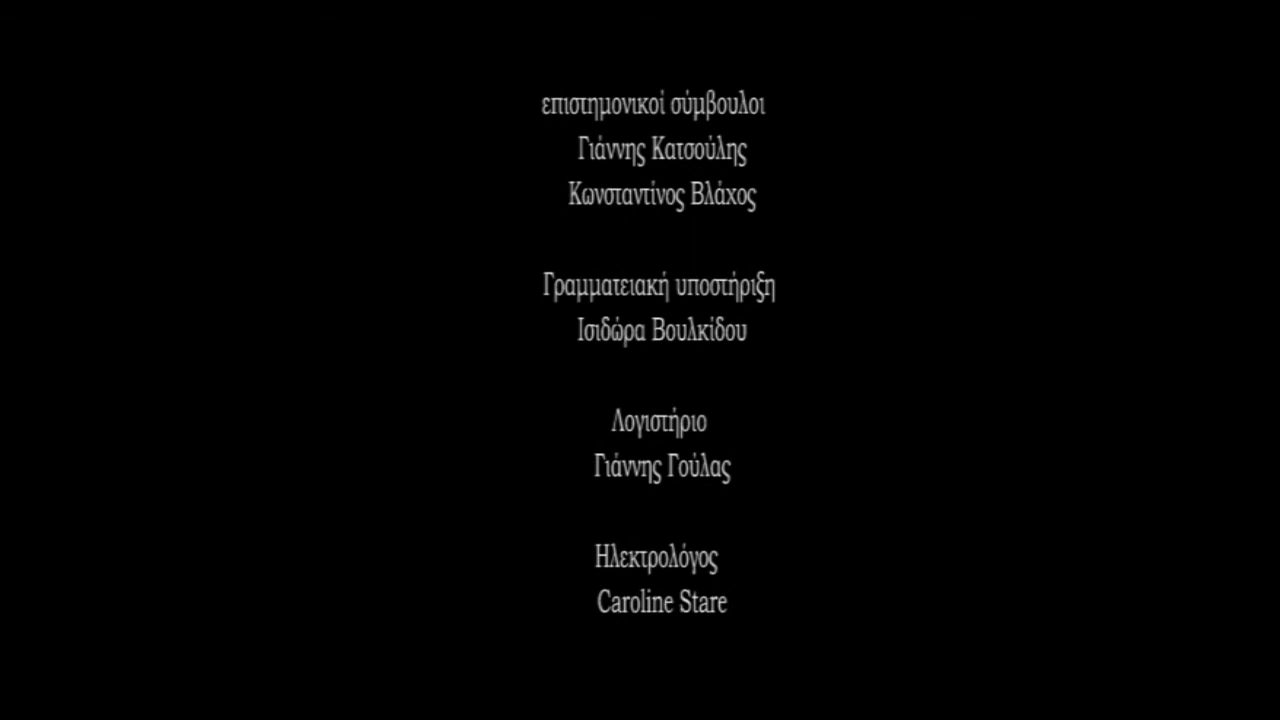 επιστημονικοί σύμβουλοι
Γιάννης Κατσούλης
Κωνσταντίνος Βλάχος
Γραμματειακή υποστήριξη
Ισιδώρα Βουλκίδου
Λογιστήριο
Γιάννης Γούλας
Ηλεκτρολόγος
Caroline Stare